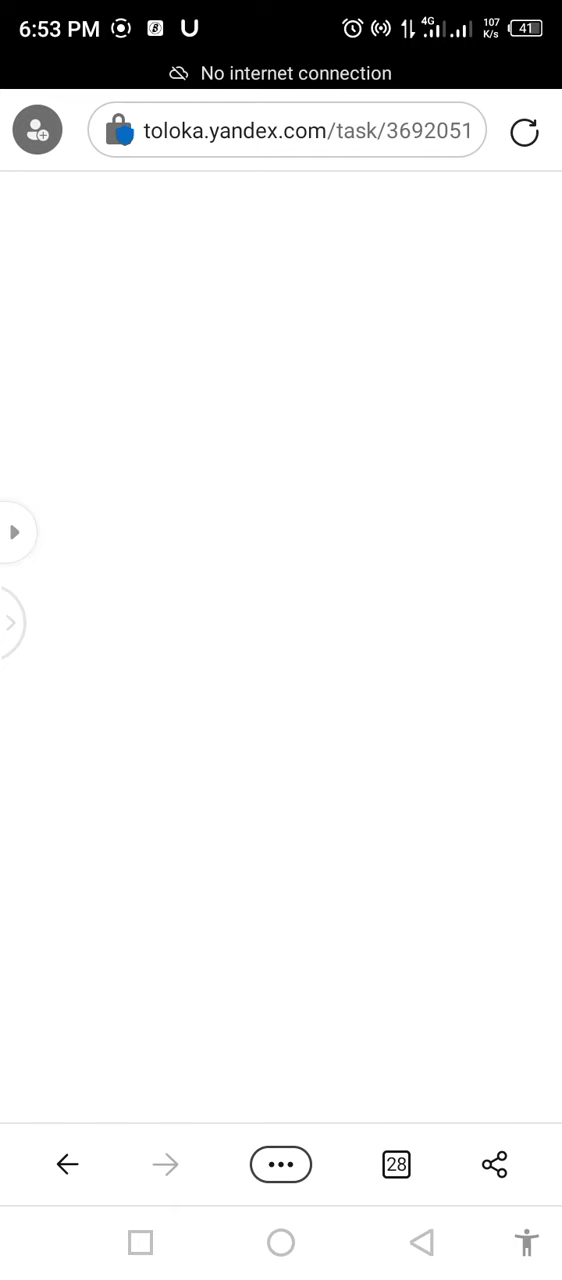 6:53 PM 4G 107 K/s 41
No internet connection
toloka.yandex.com/task/3692051
28